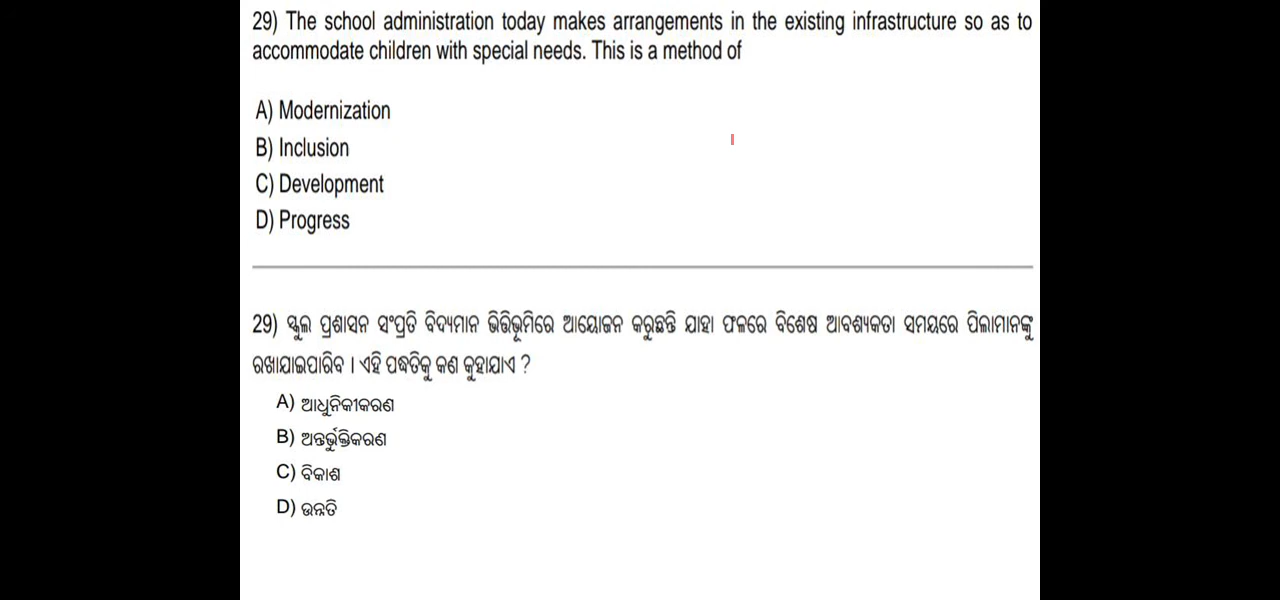 29) The school administration today makes arrangements in the existing infrastructure so as to
accommodate children with special needs. This is a method of
A) Modernization
B) Inclusion
C) Development
D) Progress
29) ସ୍କୁଲ ପ୍ରଶାସନ ସଂପ୍ରତି ବିଦ୍ୟମାନ ଭିତ୍ତିଭୂମିରେ ଆୟୋଜନ କରୁଛନ୍ତି ଯାହା ଫଳରେ ବିଶେଷ ଆବଶ୍ୟକତା ସମୟରେ ପିଲାମାନଙ୍କୁ
ରଖାଯାଇପାରିବ । ଏହି ପଦ୍ଧତିକୁ କଣ କୁହାଯାଏ ?
A) ଆଧୁନିକୀକରଣ
B) ଅନ୍ତର୍ଭୁକ୍ତିକରଣ
C) ବିକାଶ
D) ଉନ୍ନତି